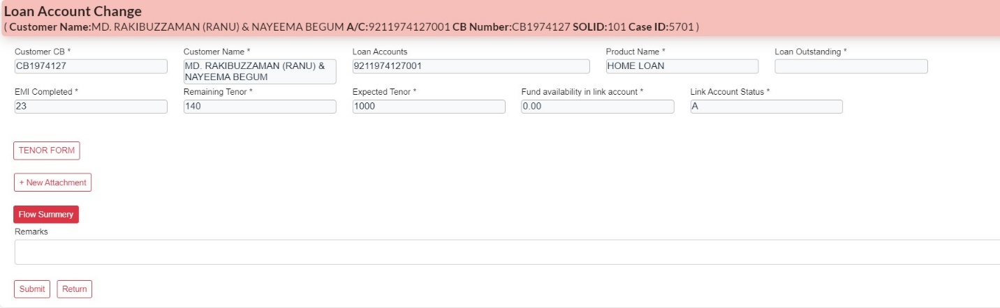 Loan Account Change
( Customer Name:MD. RAKIBUZZAMAN (RANU) & NAYEEMA BEGUM A/C:9211974127001 CB Number:CB1974127 SOLID:101 Case ID:5701 )
Customer CB * Customer Name * Loan Accounts Product Name * Loan Outstanding *
CB1974127 MD. RAKIBUZZAMAN (RANU) & 9211974127001 HOME LOAN
NAYEEMA BEGUM
EMI Completed * Remaining Tenor * Expected Tenor * Fund availability in link account * Link Account Status *
23 140 1000 0.00 A
TENOR FORM
+ New Attachment
Flow Summery
Remarks
Submit Return